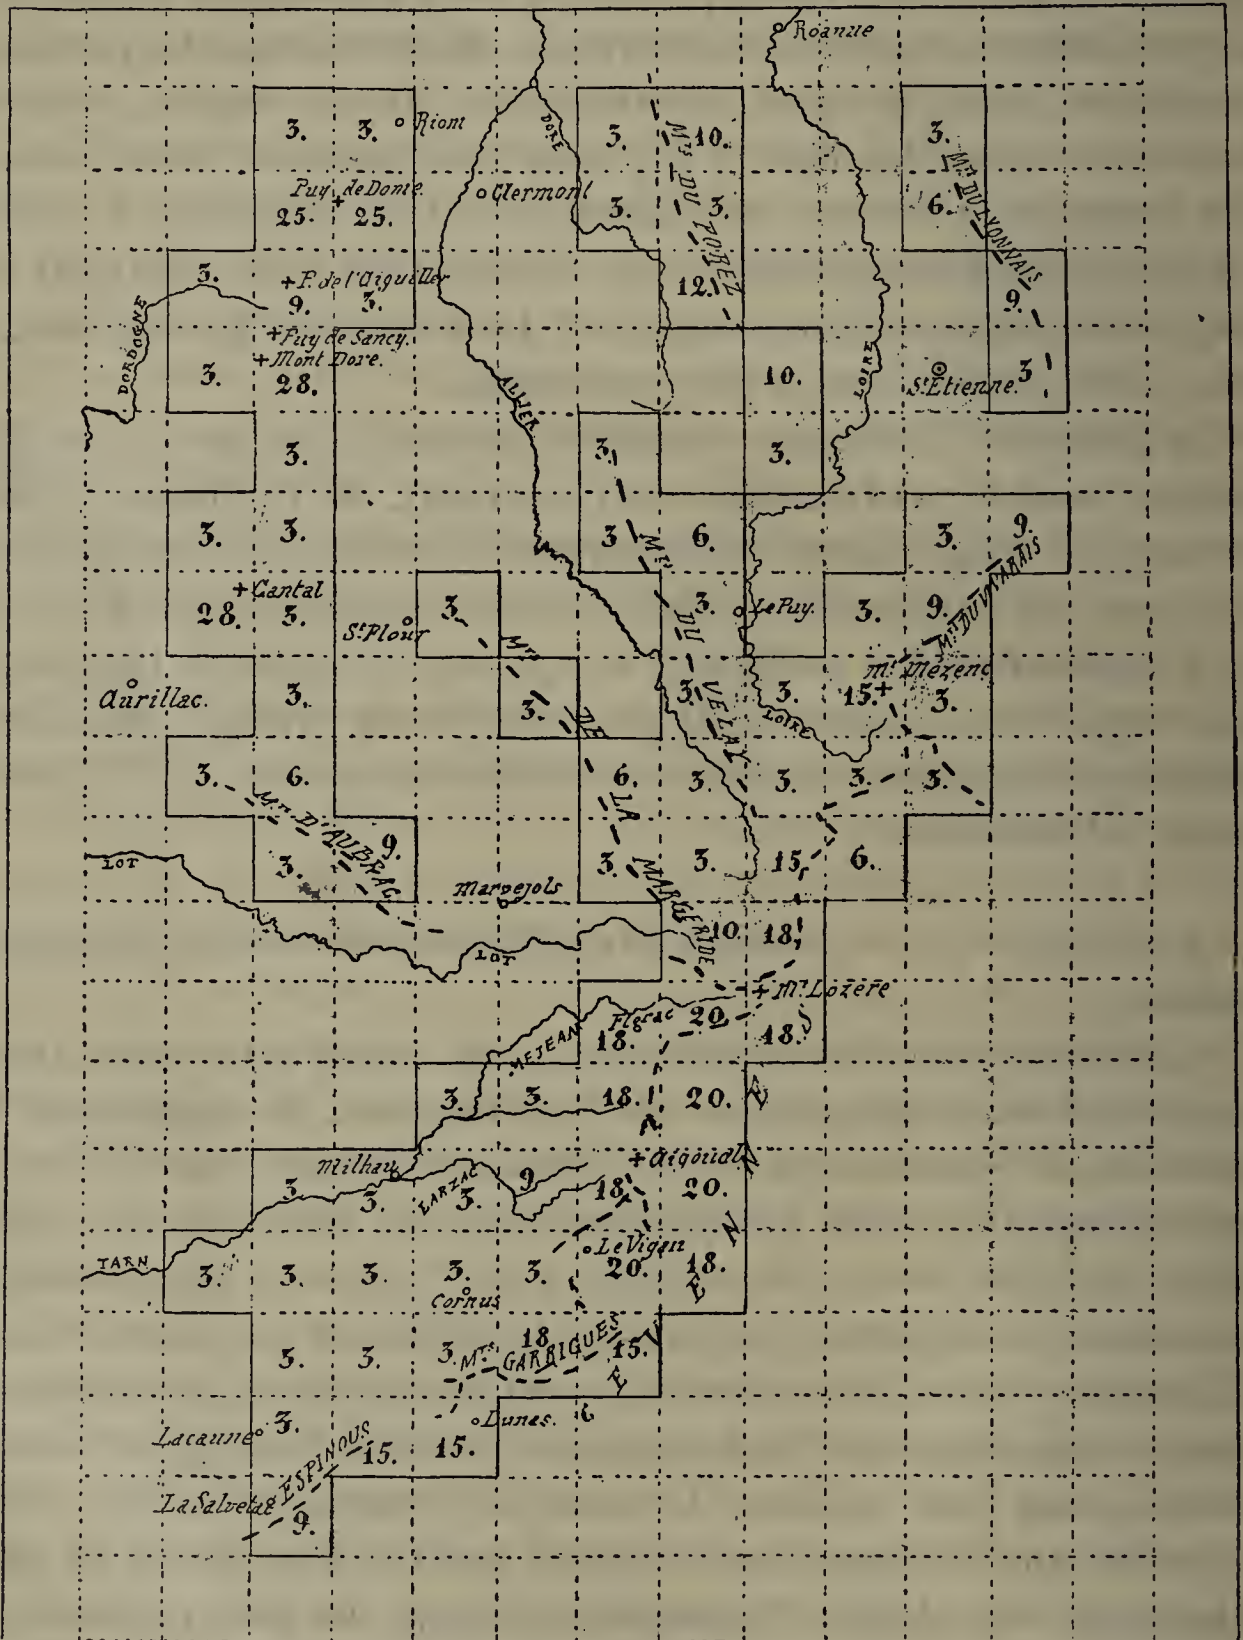 Roanne
3. 3. Riom 3. 10. 3.
DORE
Puy de Dome. Clermont
25. 25. 3. 3. 6.
Mts DU FOREZ
Mts DU LYONNAIS
3. + P. de l'Aiguiller
9. 3. 12. 9.
DORDOGNE
+ Puy de Sancy.
+ Mont Dore.
3. 28. 10. 3
ALLIER
LOIRE
St Etienne.
3. 3. 3.
3. 3. 3 6. 3. 9.
Mts DU VIVARAIS
+ Cantal
28. 3. 3. 3. 3. 9.
St Flour
Le Puy.
Mts DU VELAY
Mt Mézenc
Aurillac.
3. 3. 3. 3. 15. 3.
LOIRE
Mts DE LA MARGERIDE
3. 6. 6. 3. 3. 3. 3.
Mts D'AUBRAC
LOT
3. 9. 3. 3. 15. 6.
Marvejols
10. 18.
LOT
+ Mt Lozère
Florac 20
18. 18.
MEJEAN
3. 3. 18. 20.
Milhau
+ Aigoual
3. 3. 3. 9 18. 20.
LARZAC
TARN
Le Vigan
3. 3. 3. 3. 3. 20. 18.
Cornus
CEVENNE
3. 3. 3. 18 15.
Mts GARRIGUES
Lacaune 3.
Dunes.
15. 15.
ESPINOUS
La Salvetat
9.